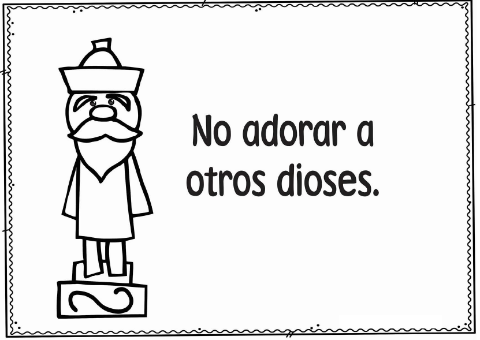 No adorar a
otros dioses.